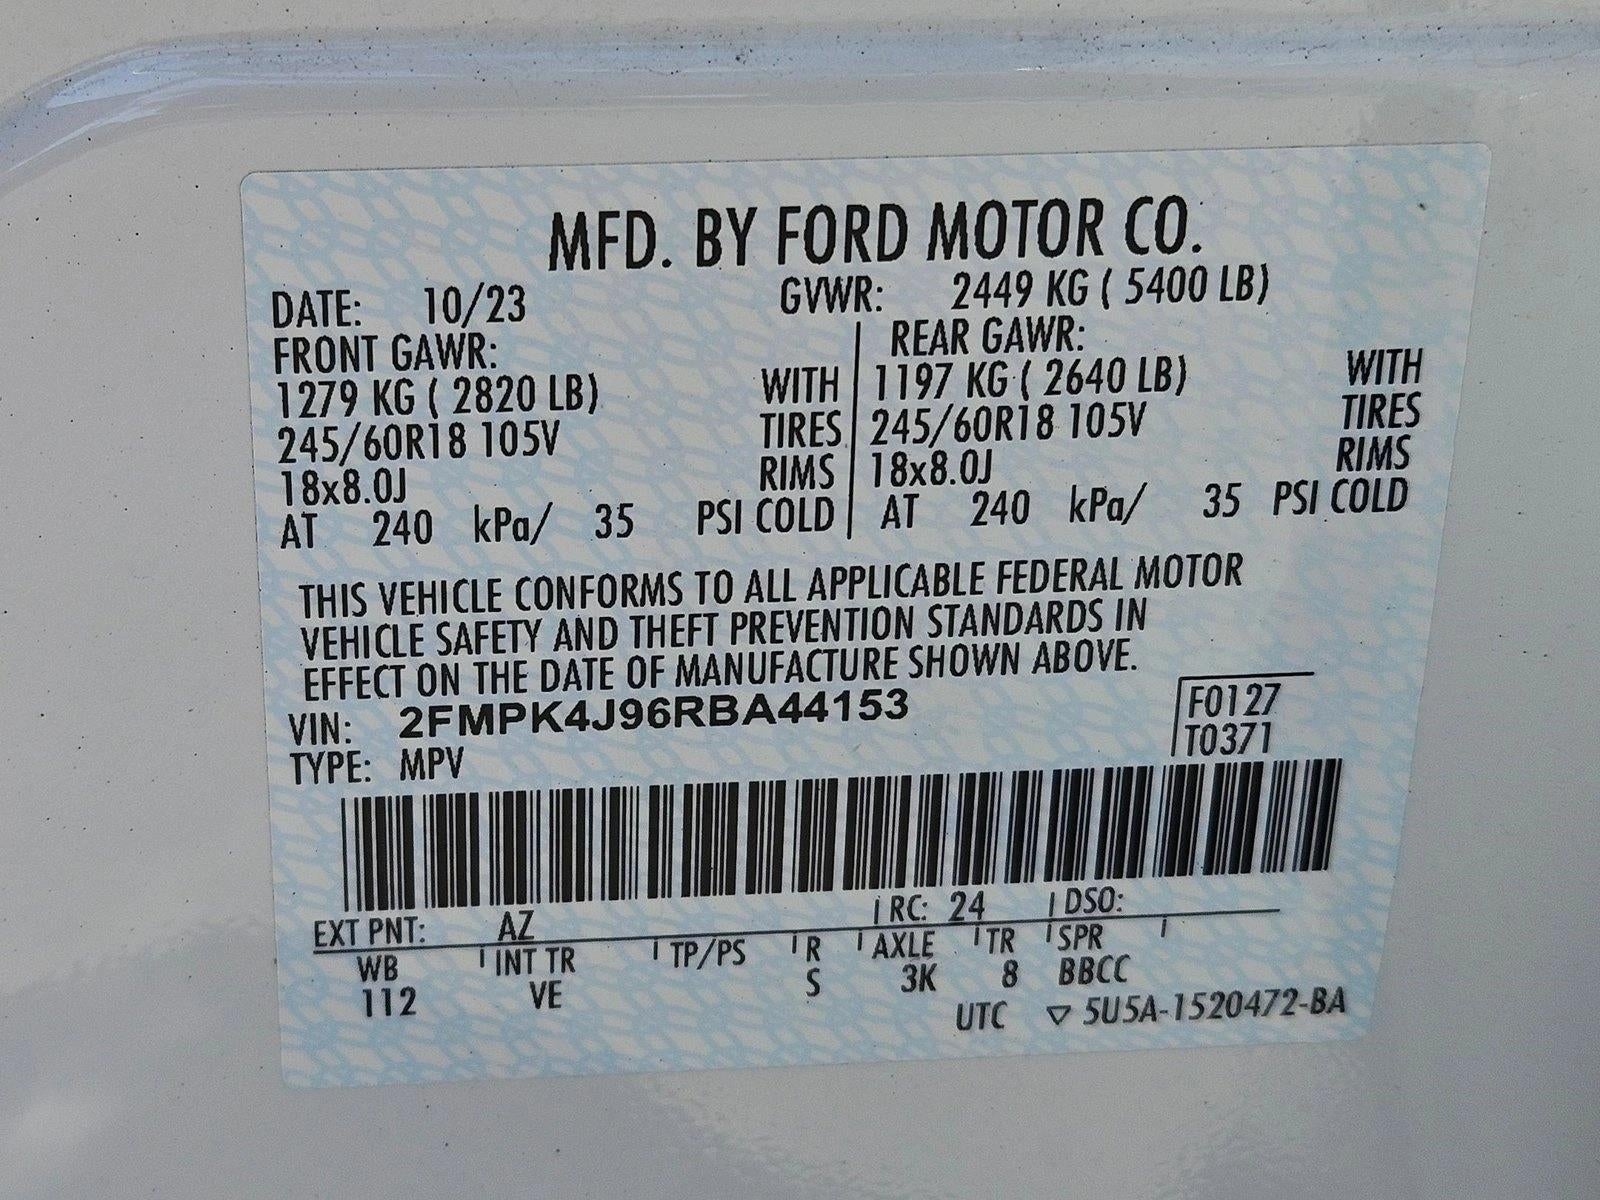 MFD. BY FORD MOTOR CO.
DATE: 10/23 GVWR: 2449 KG ( 5400 LB)
FRONT GAWR: REAR GAWR:
1279 KG ( 2820 LB) WITH 1197 KG ( 2640 LB) WITH
245/60R18 105V TIRES 245/60R18 105V TIRES
18x8.0J RIMS 18x8.0J RIMS
AT 240 kPa/ 35 PSI COLD AT 240 kPa/ 35 PSI COLD
THIS VEHICLE CONFORMS TO ALL APPLICABLE FEDERAL MOTOR
VEHICLE SAFETY AND THEFT PREVENTION STANDARDS IN
EFFECT ON THE DATE OF MANUFACTURE SHOWN ABOVE.
VIN: 2FMPK4J96RBA44153 F0127
TYPE: MPV T0371
EXT PNT: AZ RC: 24 DSO:
WB INT TR TP/PS R AXLE TR SPR
112 VE S 3K 8 BBCC
UTC ▽ 5U5A-1520472-BA